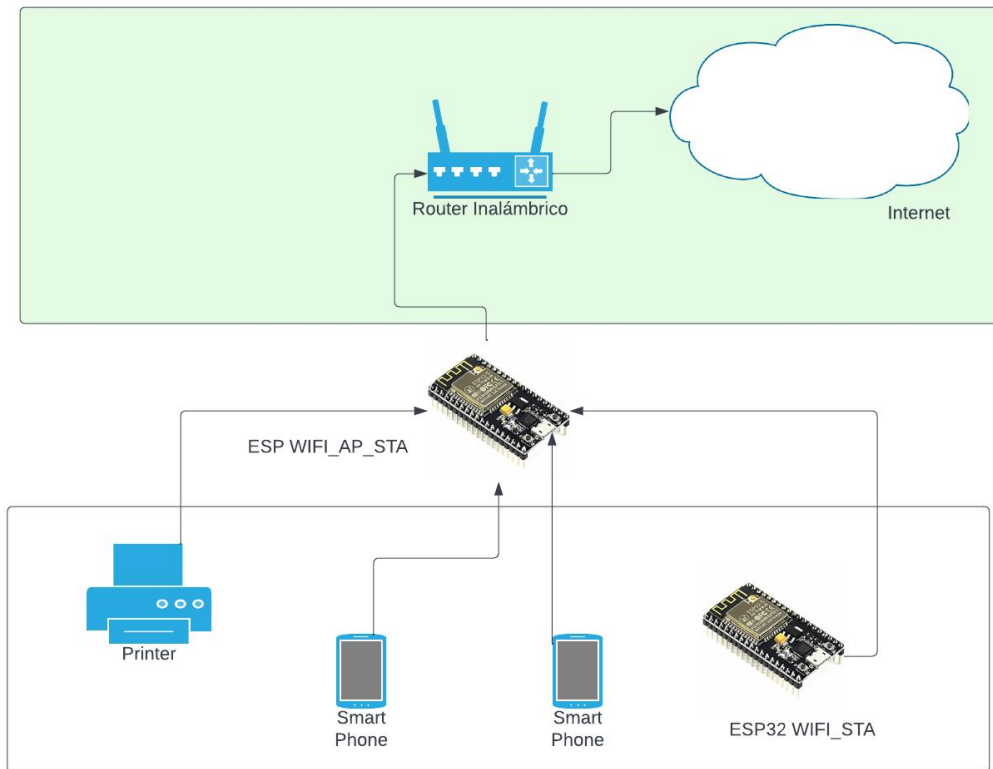 Router Inalámbrico
Internet
ESP WIFI_AP_STA
Printer
Smart
Phone
Smart
Phone
ESP32 WIFI_STA